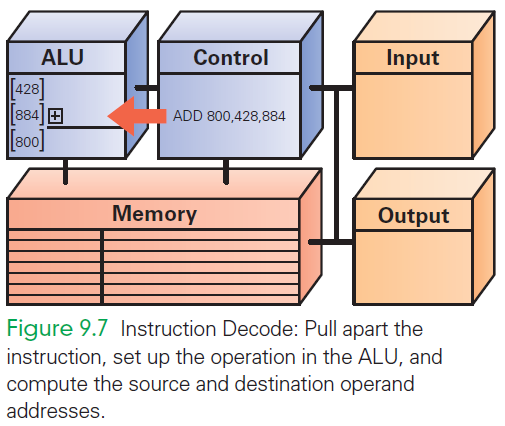 ALU
Control
Input
[428]
[884] +
ADD 800,428,884
[800]
Memory
Output
Figure 9.7 Instruction Decode: Pull apart the
instruction, set up the operation in the ALU, and
compute the source and destination operand
addresses.